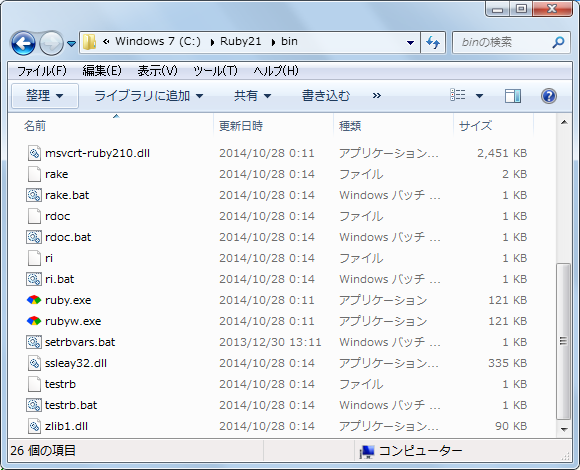 « Windows 7 (C:) ▸ Ruby21 ▸ bin binの検索
ファイル(F) 編集(E) 表示(V) ツール(T) ヘルプ(H)
整理 ライブラリに追加 共有 書き込む »
名前 更新日時 種類 サイズ
msvcrt-ruby210.dll 2014/10/28 0:11 アプリケーション... 2,451 KB
rake 2014/10/28 0:14 ファイル 2 KB
rake.bat 2014/10/28 0:14 Windows バッチ ... 1 KB
rdoc 2014/10/28 0:14 ファイル 1 KB
rdoc.bat 2014/10/28 0:14 Windows バッチ ... 1 KB
ri 2014/10/28 0:14 ファイル 1 KB
ri.bat 2014/10/28 0:14 Windows バッチ ... 1 KB
ruby.exe 2014/10/28 0:11 アプリケーション 121 KB
rubyw.exe 2014/10/28 0:11 アプリケーション 121 KB
setrbvars.bat 2013/12/30 13:11 Windows バッチ ... 1 KB
ssleay32.dll 2014/10/28 0:14 アプリケーション... 335 KB
testrb 2014/10/28 0:14 ファイル 1 KB
testrb.bat 2014/10/28 0:14 Windows バッチ ... 1 KB
zlib1.dll 2014/10/28 0:14 アプリケーション... 90 KB
26 個の項目 コンピューター